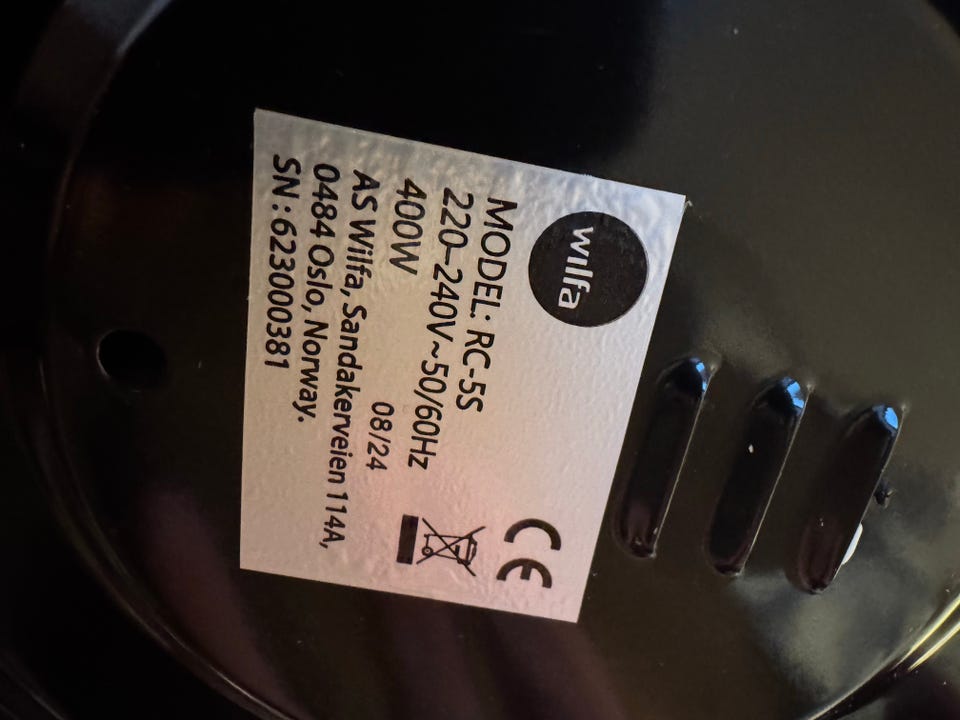 wilfa
MODEL: RC-5S
220–240V~50/60Hz
400W
08/24
AS Wilfa, Sandakerveien 114A,
0484 Oslo, Norway.
SN : 623000381
CE